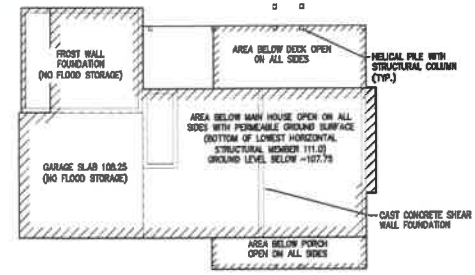 FROST WALL
FOUNDATION
(NO FLOOD STORAGE)
AREA BELOW DECK OPEN
ON ALL SIDES
HELICAL PILE WITH
STRUCTURAL COLUMN
(TYP.)
AREA BELOW MAIN HOUSE OPEN ON ALL
SIDES WITH PERMEABLE GROUND SURFACE
(BOTTOM OF LOWEST HORIZONTAL
STRUCTURAL MEMBER 111.0)
GROUND LEVEL BELOW ~107.75
GARAGE SLAB 108.25
(NO FLOOD STORAGE)
CAST CONCRETE SHEAR
WALL FOUNDATION
AREA BELOW PORCH
OPEN ON ALL SIDES